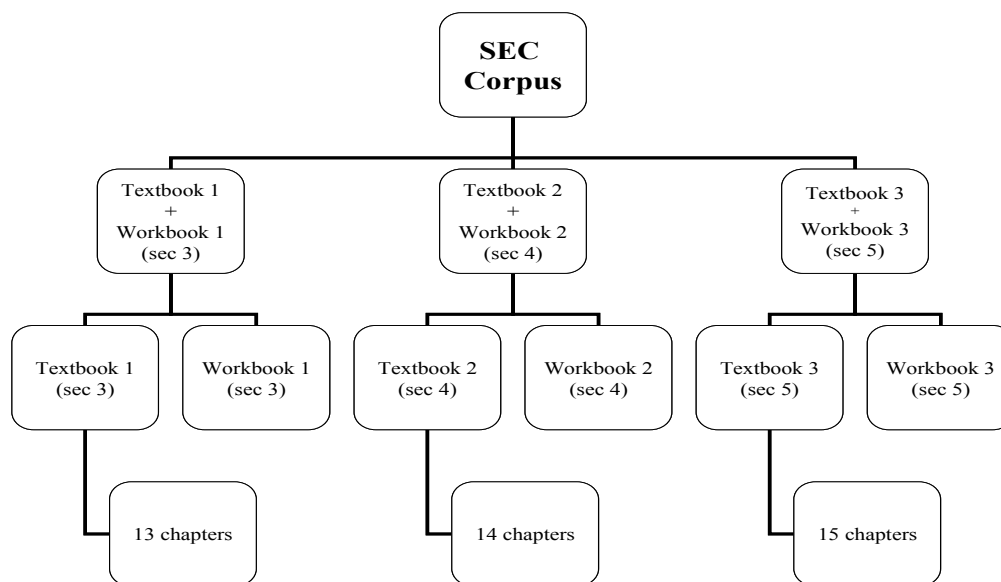 SEC
Corpus
Textbook 1
+
Workbook 1
(sec 3)
Textbook 2
+
Workbook 2
(sec 4)
Textbook 3
+
Workbook 3
(sec 5)
Textbook 1
(sec 3)
Workbook 1
(sec 3)
Textbook 2
(sec 4)
Workbook 2
(sec 4)
Textbook 3
(sec 5)
Workbook 3
(sec 5)
13 chapters
14 chapters
15 chapters